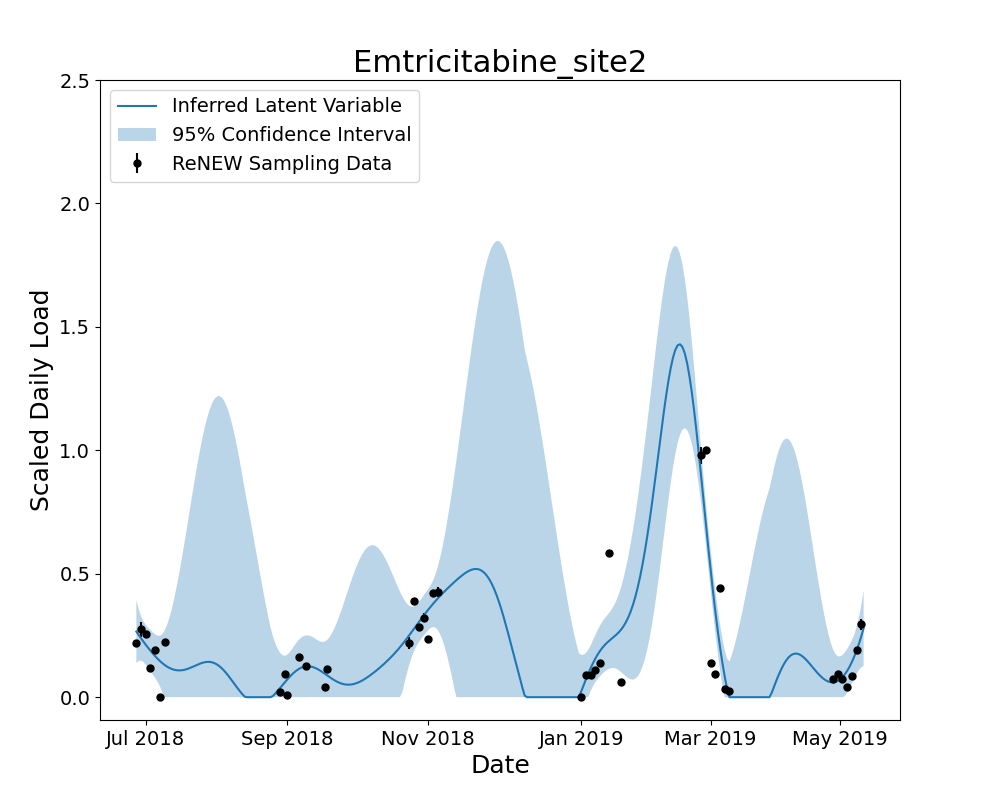 Emtricitabine_site2
2.5
2.0
1.5
1.0
0.5
0.0
Scaled Daily Load
Inferred Latent Variable
95% Confidence Interval
ReNEW Sampling Data
Jul 2018
Sep 2018
Nov 2018
Jan 2019
Mar 2019
May 2019
Date